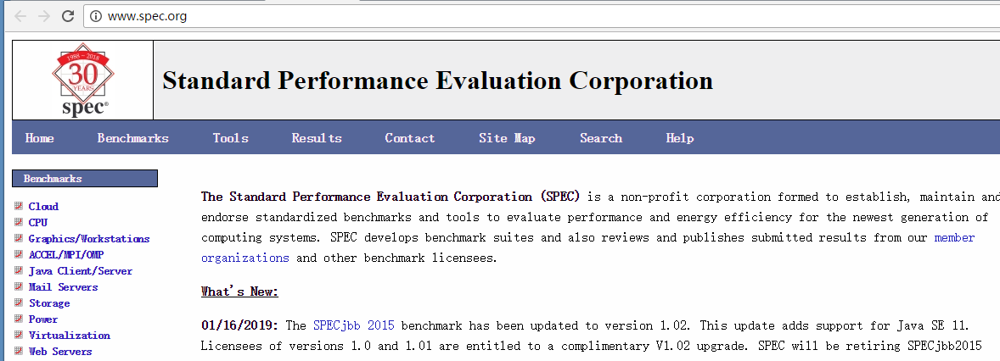 www.spec.org
1988 - 2018
30
YEARS
spec®
Standard Performance Evaluation Corporation
Home Benchmarks Tools Results Contact Site Map Search Help
Benchmarks
Cloud
CPU
Graphics/Workstations
ACCEL/MPI/OMP
Java Client/Server
Mail Servers
Storage
Power
Virtualization
Web Servers
The Standard Performance Evaluation Corporation (SPEC) is a non-profit corporation formed to establish, maintain and
endorse standardized benchmarks and tools to evaluate performance and energy efficiency for the newest generation of
computing systems. SPEC develops benchmark suites and also reviews and publishes submitted results from our member
organizations and other benchmark licensees.
What's New:
01/16/2019: The SPECjbb 2015 benchmark has been updated to version 1.02. This update adds support for Java SE 11.
Licensees of versions 1.0 and 1.01 are entitled to a complimentary V1.02 upgrade. SPEC will be retiring SPECjbb2015